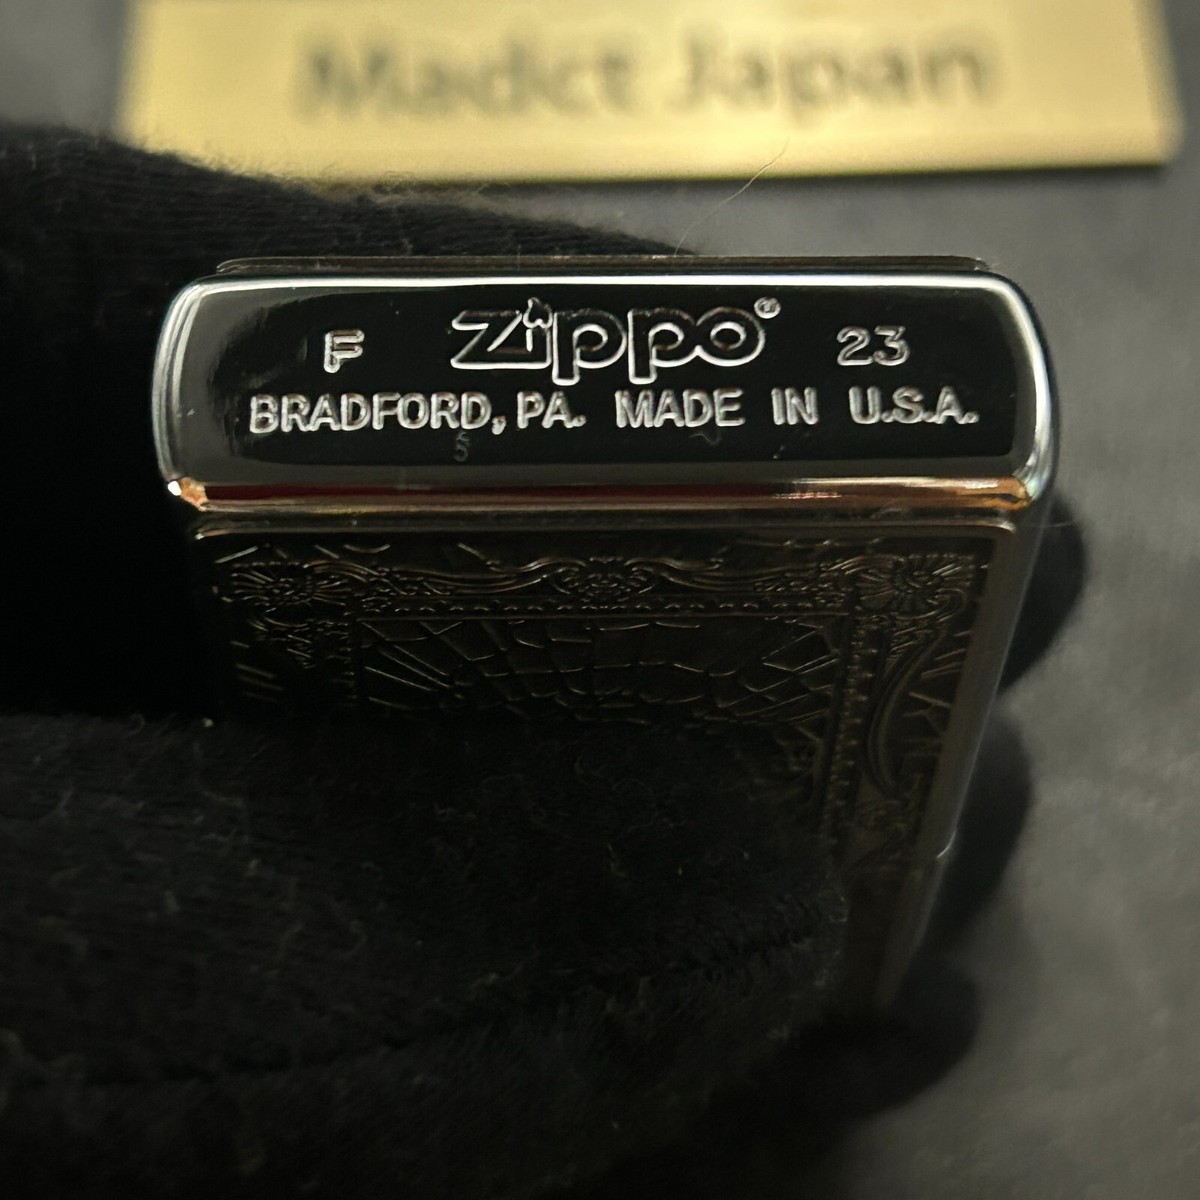 Madct Japan
F Zippo® 23
BRADFORD, PA. MADE IN U.S.A.